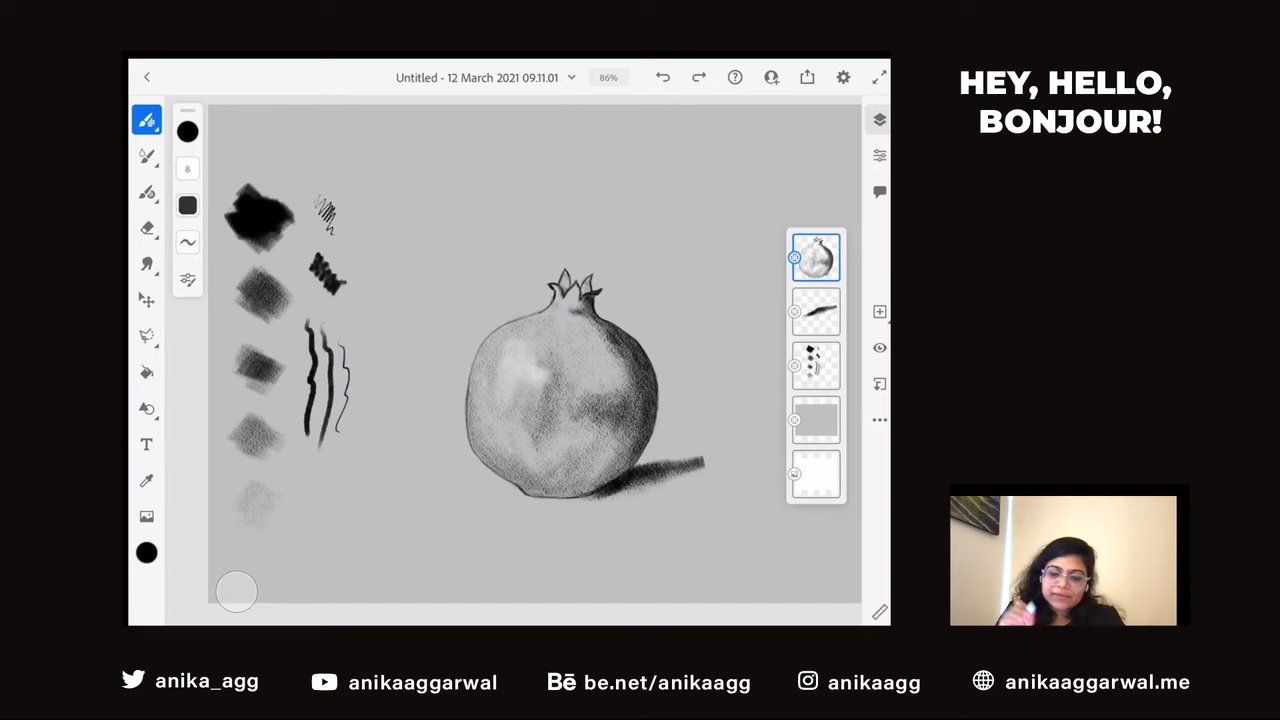 Untitled - 12 March 2021 09.11.01
86%
HEY, HELLO,
BONJOUR!
8
T
anika_agg
anikaaggarwal
Bē be.net/anikaagg
anikaagg
anikaaggarwal.me